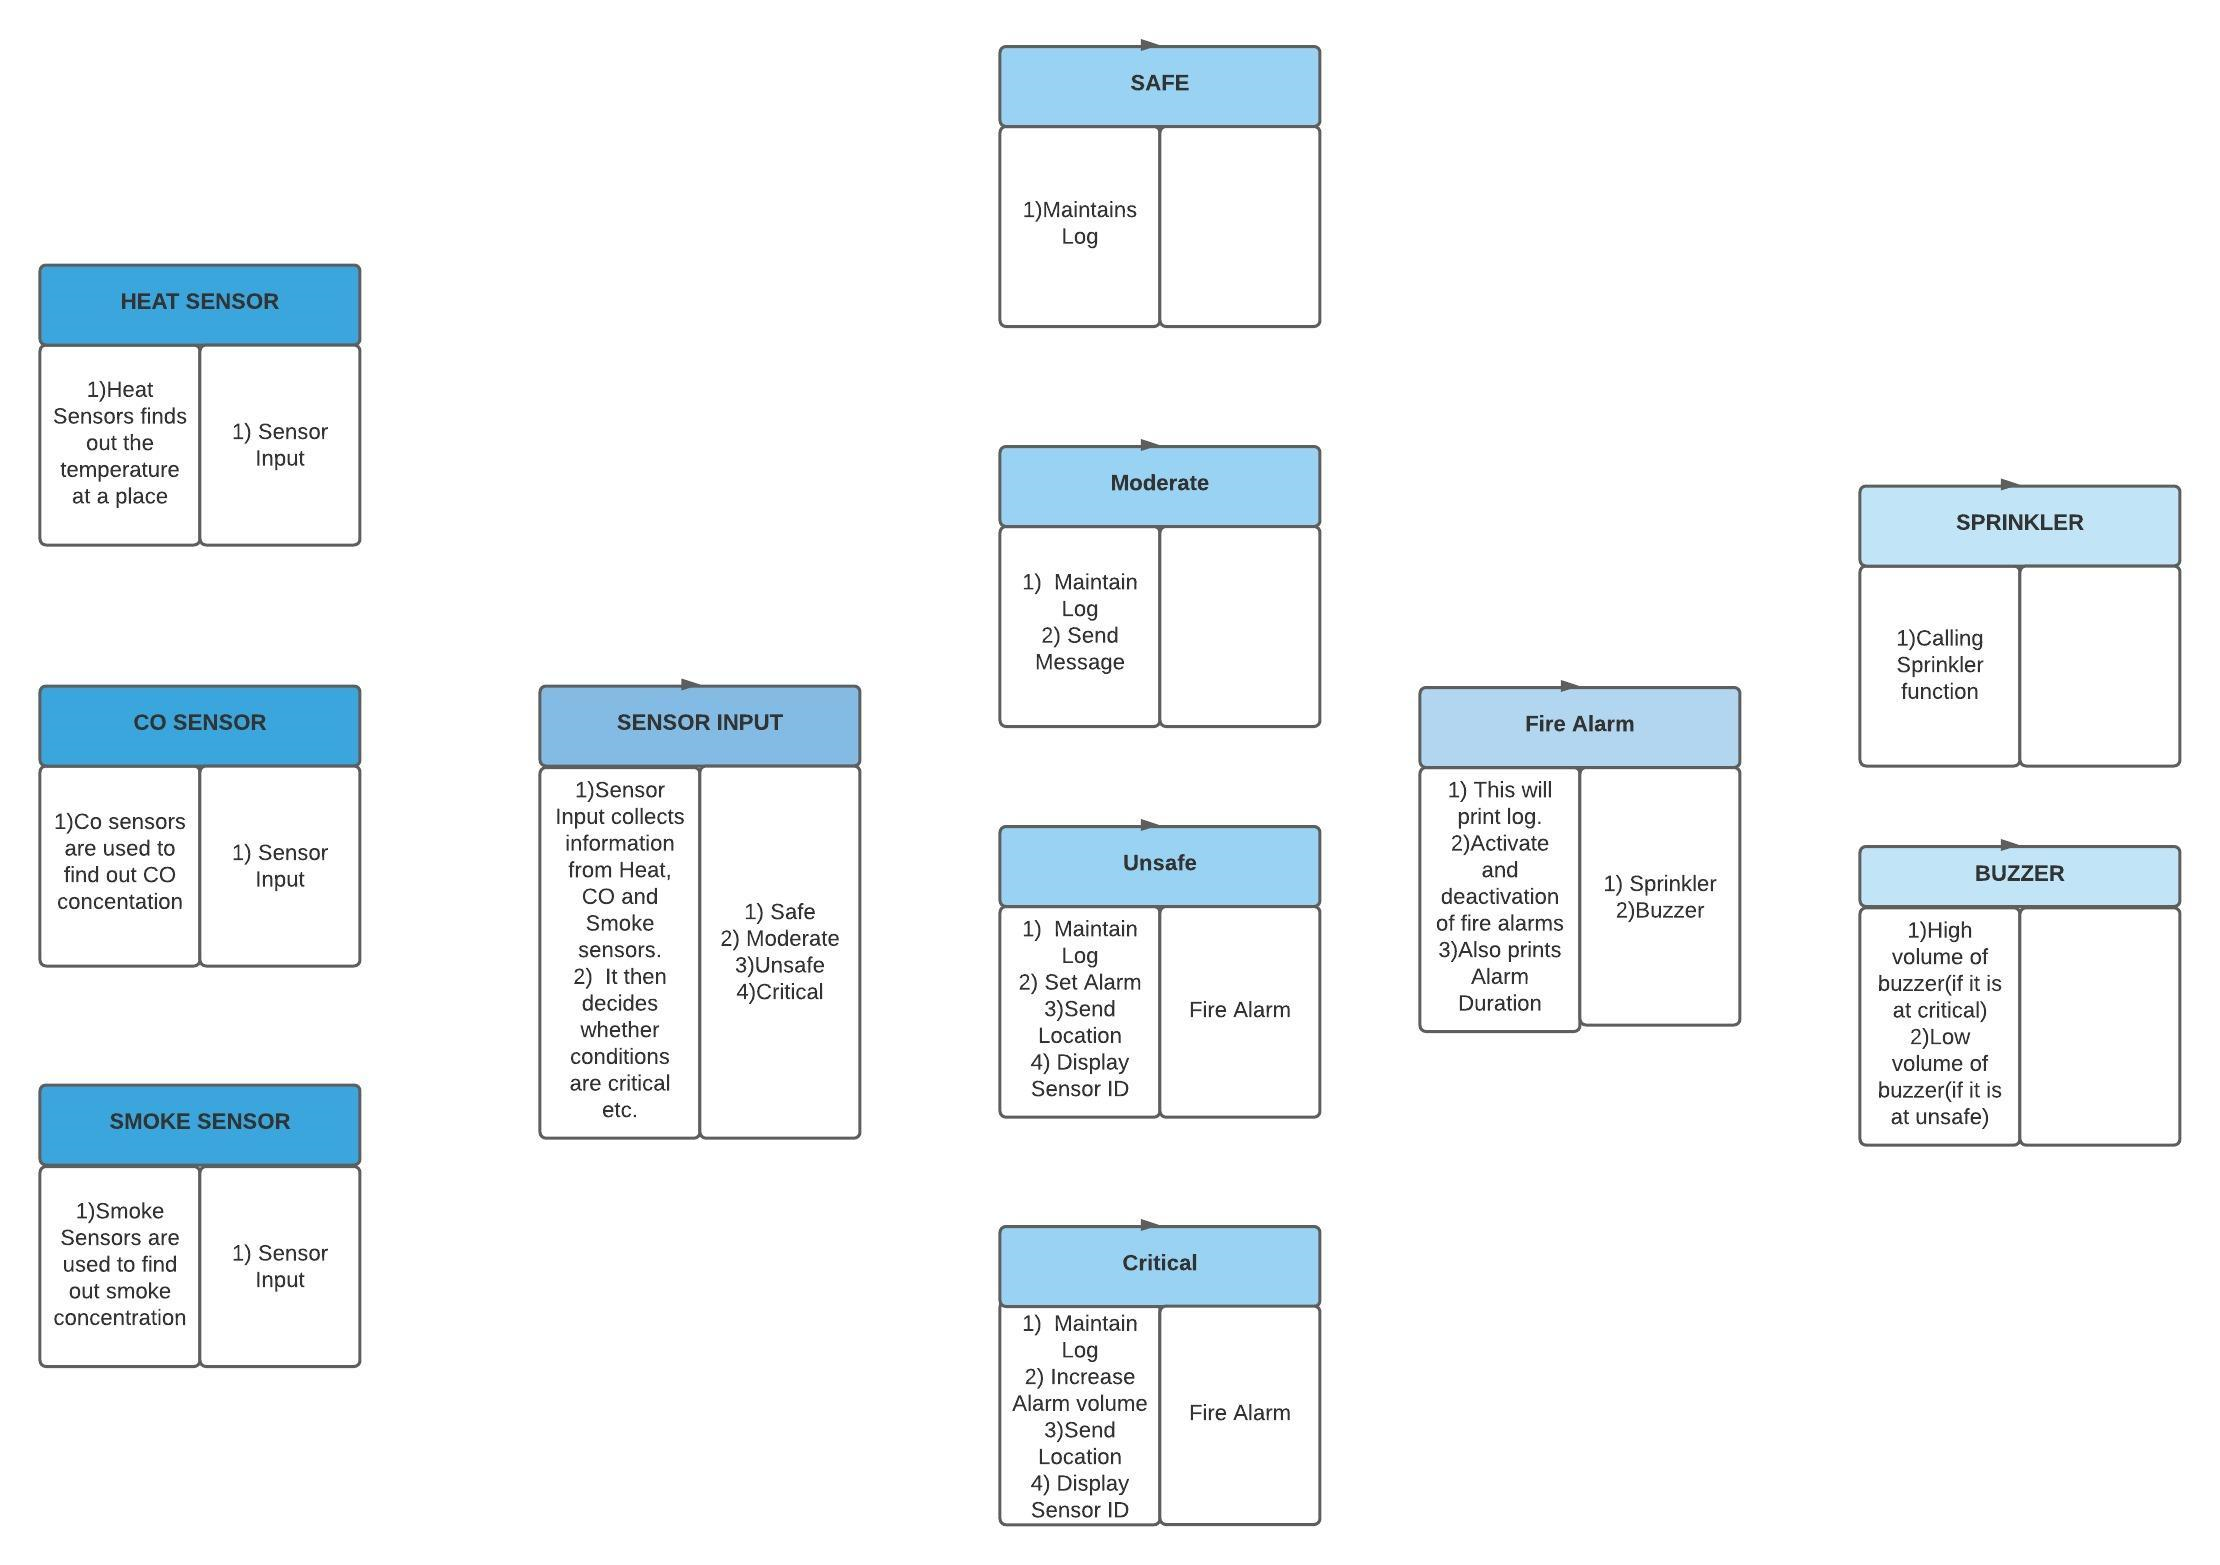 SAFE
1)Maintains
Log
HEAT SENSOR
1)Heat
Sensors finds
out the
temperature
at a place
1) Sensor
Input
Moderate
1)  Maintain
Log
2) Send
Message
SPRINKLER
1)Calling
Sprinkler
function
CO SENSOR
1)Co sensors
are used to
find out CO
concentation
1) Sensor
Input
SENSOR INPUT
1)Sensor
Input collects
information
from Heat,
CO and
Smoke
sensors.
2)  It then
decides
whether
conditions
are critical
etc.
1) Safe
2) Moderate
3)Unsafe
4)Critical
Fire Alarm
1) This will
print log.
2)Activate
and
deactivation
of fire alarms
3)Also prints
Alarm
Duration
1) Sprinkler
2)Buzzer
Unsafe
1)  Maintain
Log
2) Set Alarm
3)Send
Location
4) Display
Sensor ID
Fire Alarm
BUZZER
1)High
volume of
buzzer(if it is
at critical)
2)Low
volume of
buzzer(if it is
at unsafe)
SMOKE SENSOR
1)Smoke
Sensors are
used to find
out smoke
concentration
1) Sensor
Input
Critical
1)  Maintain
Log
2) Increase
Alarm volume
3)Send
Location
4) Display
Sensor ID
Fire Alarm